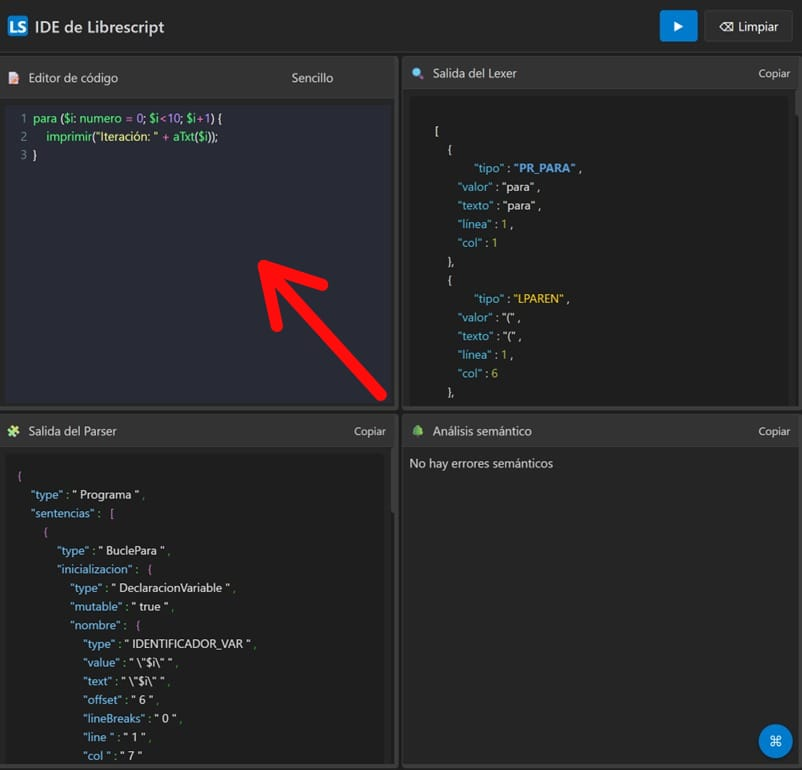 LS IDE de Librescript
Limpiar
Editor de código Sencillo
1 para ($i: numero = 0; $i<10; $i+1) {
2 imprimir("Iteración: " + aTxt($i));
3 }
Salida del Lexer Copiar
[
{
"tipo" : "PR_PARA" ,
"valor" : "para" ,
"texto" : "para" ,
"línea" : 1 ,
"col" : 1
},
{
"tipo" : "LPAREN" ,
"valor" : "(" ,
"texto" : "(" ,
"línea" : 1 ,
"col" : 6
},
Salida del Parser Copiar
{
"type" : " Programa " ,
"sentencias" : [
{
"type" : " BuclePara " ,
"inicializacion" : {
"type" : " DeclaracionVariable " ,
"mutable" : " true " ,
"nombre" : {
"type" : " IDENTIFICADOR_VAR " ,
"value" : " \"$i\" " ,
"text" : " \"$i\" " ,
"offset" : " 6 " ,
"lineBreaks" : " 0 " ,
"line " : " 1 " ,
"col " : " 7 "
Análisis semántico Copiar
No hay errores semánticos